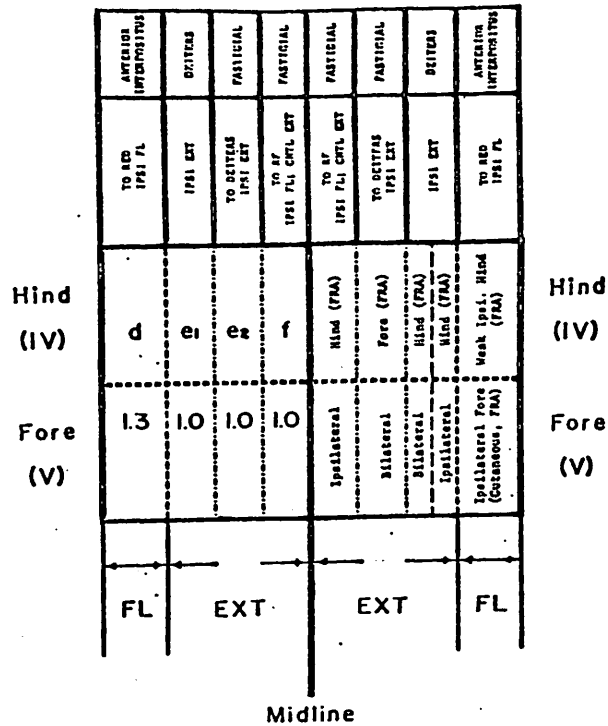 ANTERIOR
INTERPOSITUS
DEITERS
FASTIGIAL
FASTIGIAL
FASTIGIAL
FASTIGIAL
DEITERS
ANTERIOR
INTERPOSITUS
TO RED
IPSI FL
IPSI EXT
TO DEITERS
IPSI EXT
TO RF
IPSI FL; CNTL EXT
TO RF
IPSI FL; CNTL EXT
TO DEITERS
IPSI EXT
IPSI EXT
TO RED
IPSI FL
Hind
(IV)
d
e1
e2
f
Hind (FRA)
Fore (FRA)
Hind (FRA)
Hind (FRA)
Weak Ipsi. Hind
(FRA)
Hind
(IV)
Fore
(V)
1.3
1.0
1.0
1.0
Ipsilateral
Bilateral
Bilateral
Ipsilateral
Ipsilateral Fore
(Cutaneous, FRA)
Fore
(V)
FL
EXT
EXT
FL
Midline